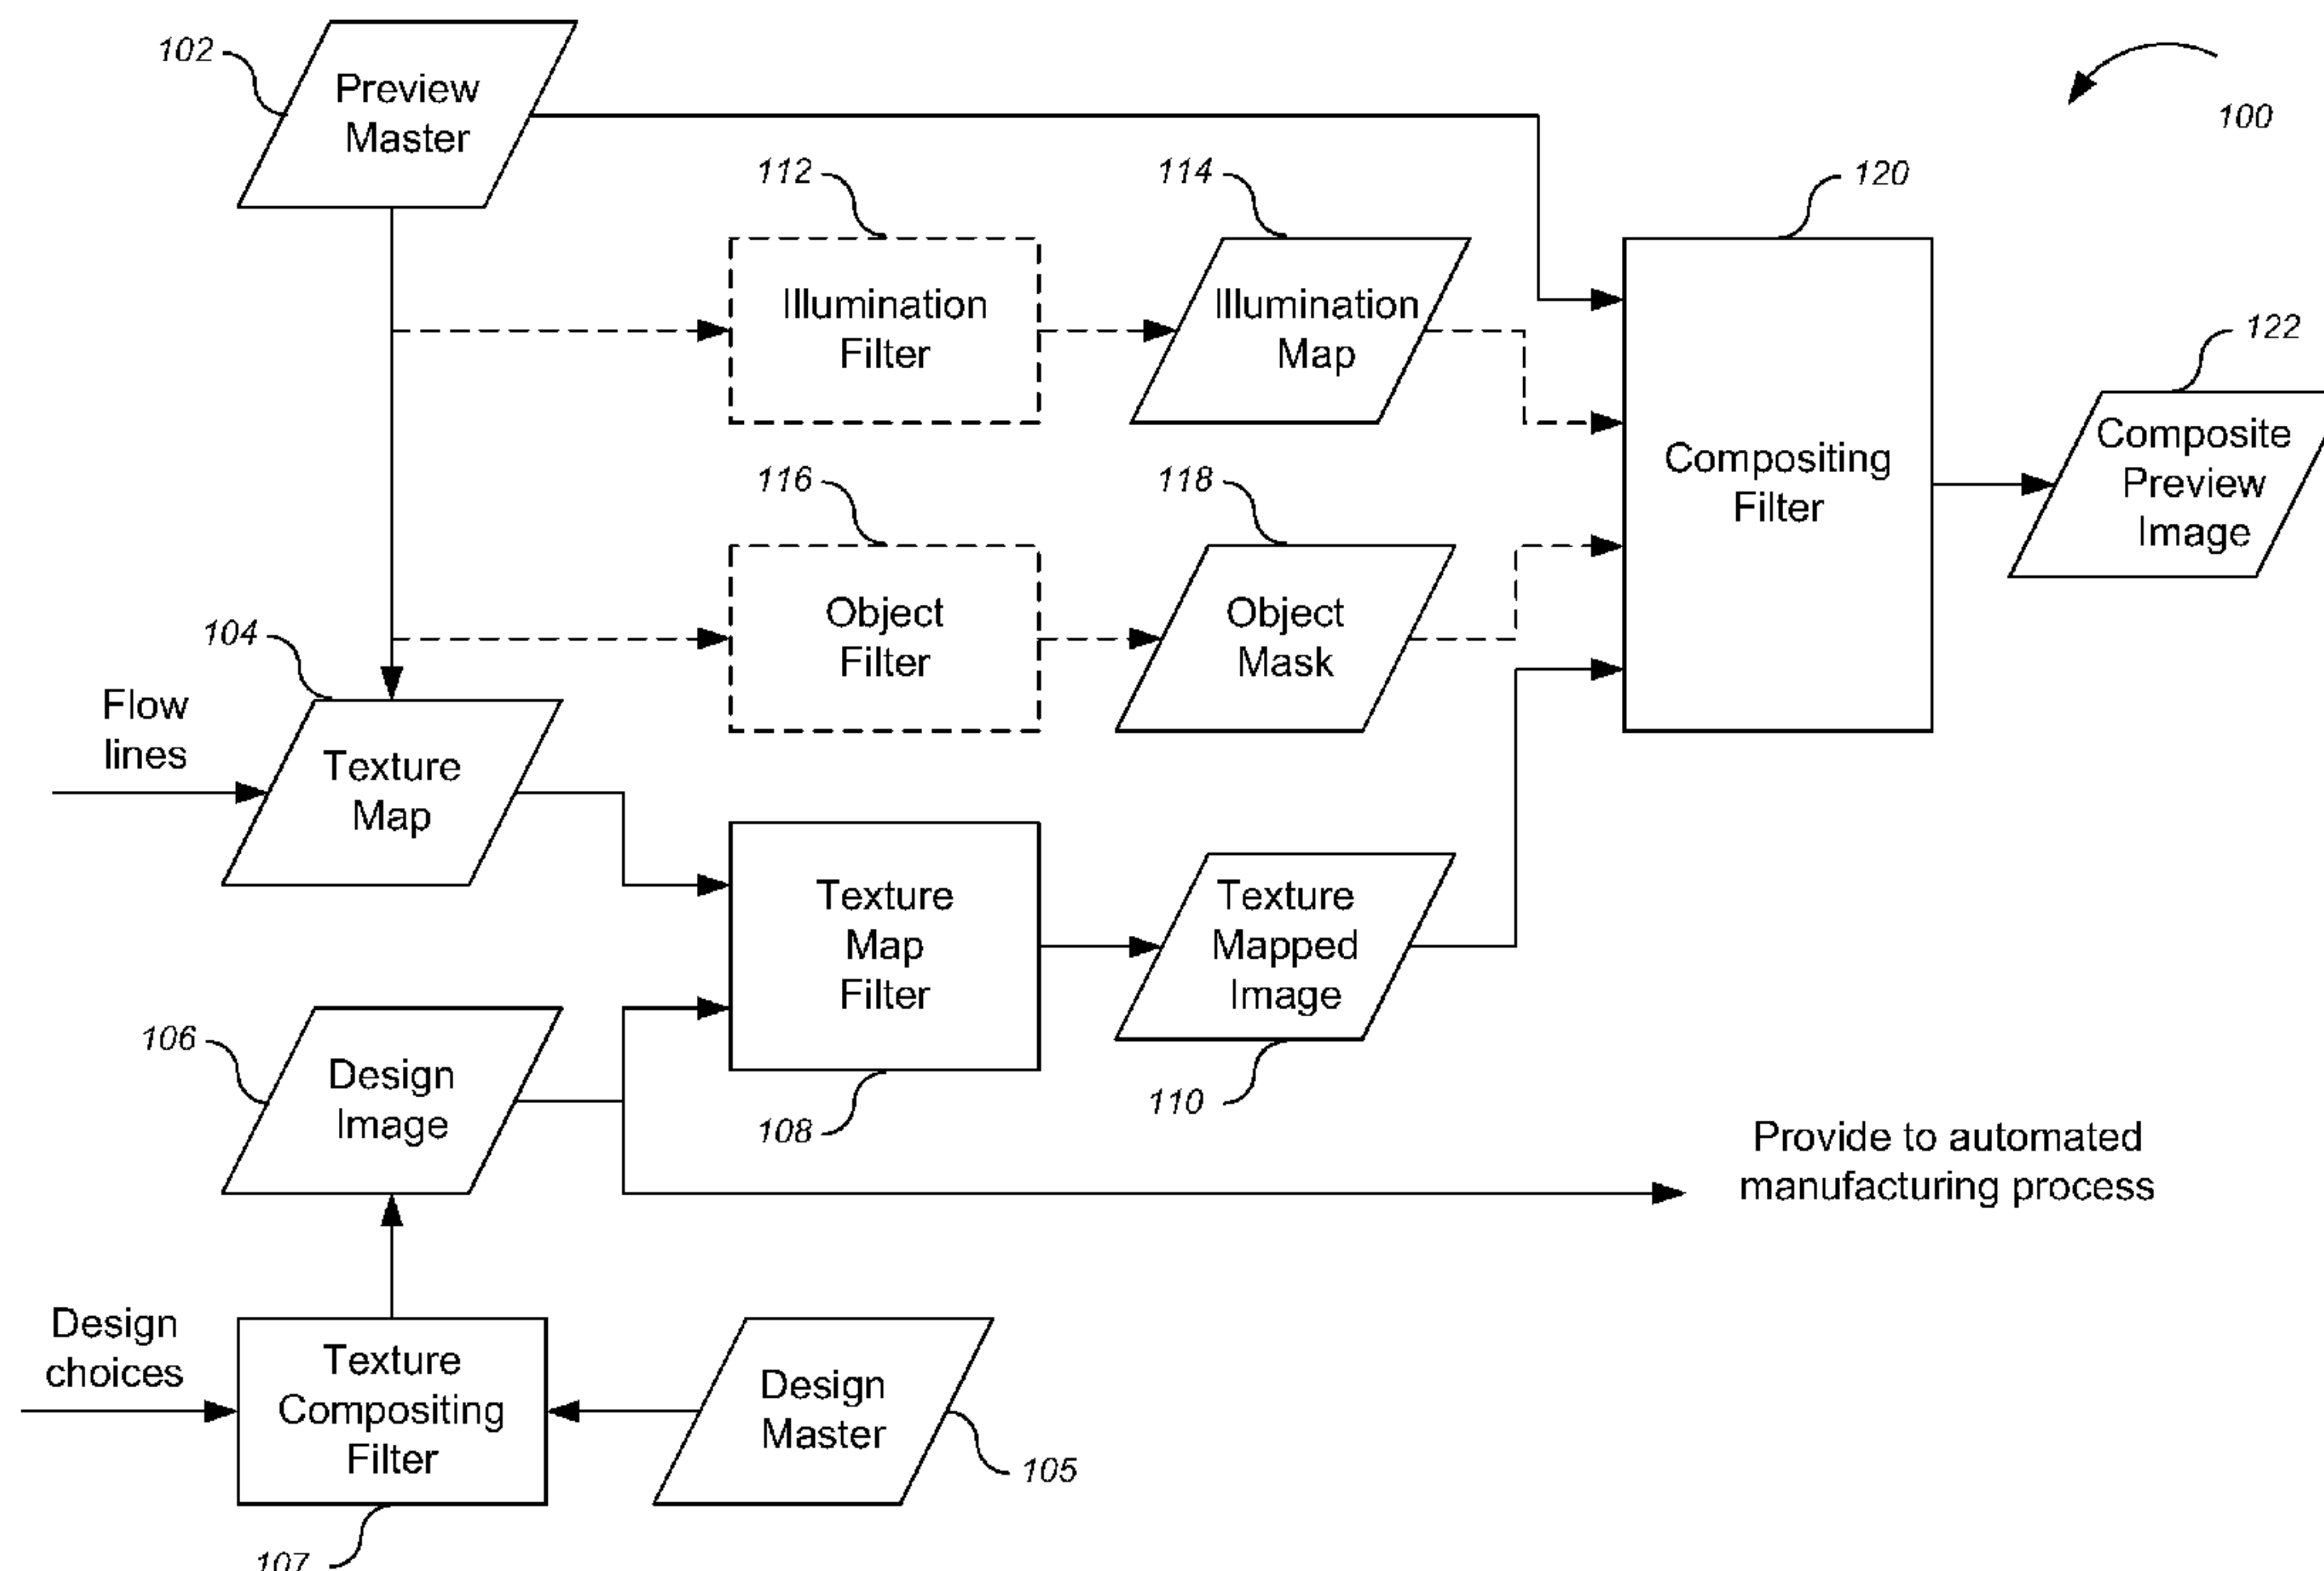 102
Preview
Master
100
112
114
120
Illumination
Filter
Illumination
Map
122
Composite
Preview
Image
Compositing
Filter
116
118
Object
Filter
Object
Mask
104
Flow
lines
Texture
Map
Texture
Map
Filter
Texture
Mapped
Image
106
Design
Image
108
110
Provide to automated
manufacturing process
Design
choices
Texture
Compositing
Filter
Design
Master
105
107